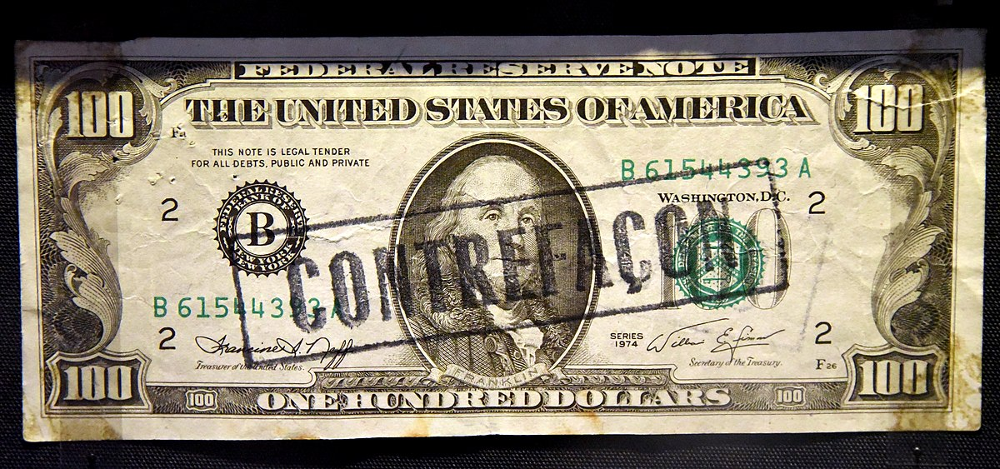 FEDERAL RESERVE NOTE
100
100
THE UNITED STATES OF AMERICA
THIS NOTE IS LEGAL TENDER
FOR ALL DEBTS, PUBLIC AND PRIVATE
B 61544393 A
WASHINGTON, D.C.
2
2
FEDERAL RESERVE
BANK OF
B
NEW YORK
NEW YORK
CONTREFAÇON
B 61544393 A
2
2
SERIES
1974
Francine I. Neff
William E. Simon
Treasurer of the United States.
Secretary of the Treasury.
F 26
FRANKLIN
100
100
100
ONE HUNDRED DOLLARS
100